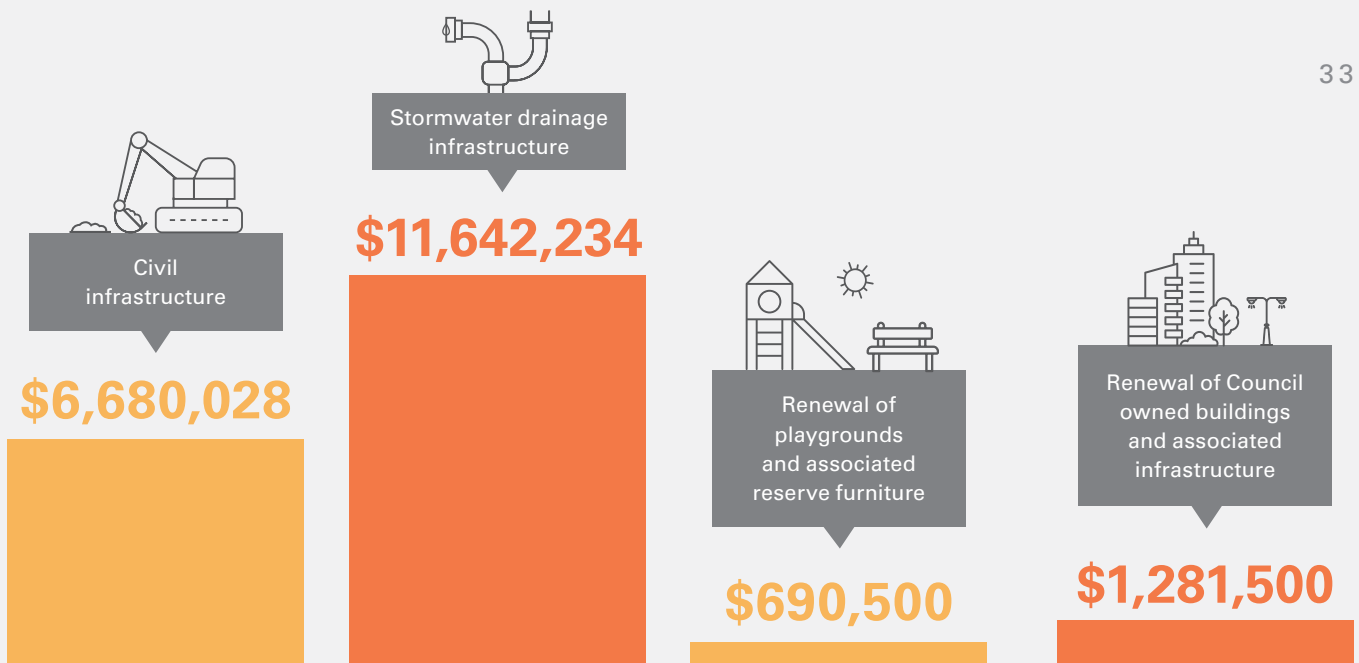 33
Civil
infrastructure
$6,680,028
Stormwater drainage
infrastructure
$11,642,234
Renewal of
playgrounds
and associated
reserve furniture
$690,500
Renewal of Council
owned buildings
and associated
infrastructure
$1,281,500